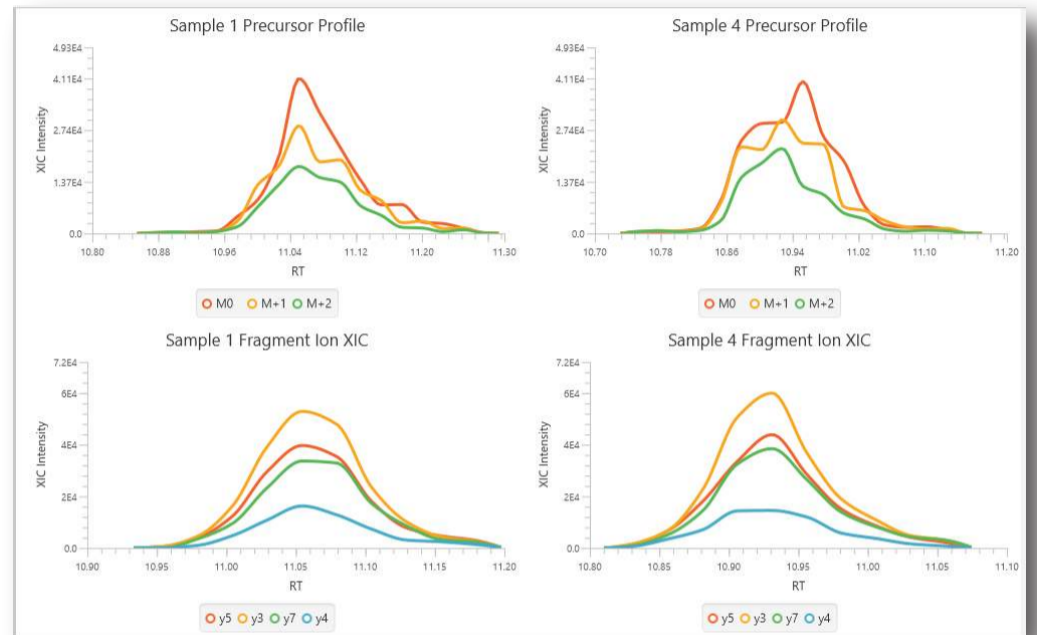 Sample 1 Precursor Profile
4.93E4
4.11E4
2.74E4
1.37E4
0.0
XIC Intensity
10.80 10.88 10.96 11.04 11.12 11.20 11.30
RT
M0 M+1 M+2
Sample 4 Precursor Profile
4.93E4
4.11E4
2.74E4
1.37E4
0.0
XIC Intensity
10.70 10.78 10.86 10.94 11.02 11.10 11.20
RT
M0 M+1 M+2
Sample 1 Fragment Ion XIC
7.2E4
6E4
4E4
2E4
0.0
XIC Intensity
10.90 10.95 11.00 11.05 11.10 11.15 11.20
RT
y5 y3 y7 y4
Sample 4 Fragment Ion XIC
7.2E4
6E4
4E4
2E4
0.0
XIC Intensity
10.80 10.85 10.90 10.95 11.00 11.05 11.10
RT
y5 y3 y7 y4